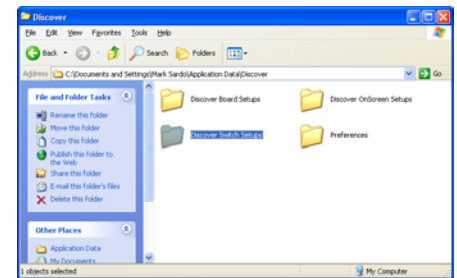 Discover
File Edit View Favorites Tools Help
Back Search Folders
Address C:\Documents and Settings\Mark Sardo\Application Data\Discover Go
File and Folder Tasks
Rename this folder
Move this folder
Copy this folder
Publish this folder to
the Web
Share this folder
E-mail this folder's files
Delete this folder
Other Places
Application Data
My Documents
Discover Board Setups
Discover OnScreen Setups
Discover Switch Setups
Preferences
1 objects selected
My Computer